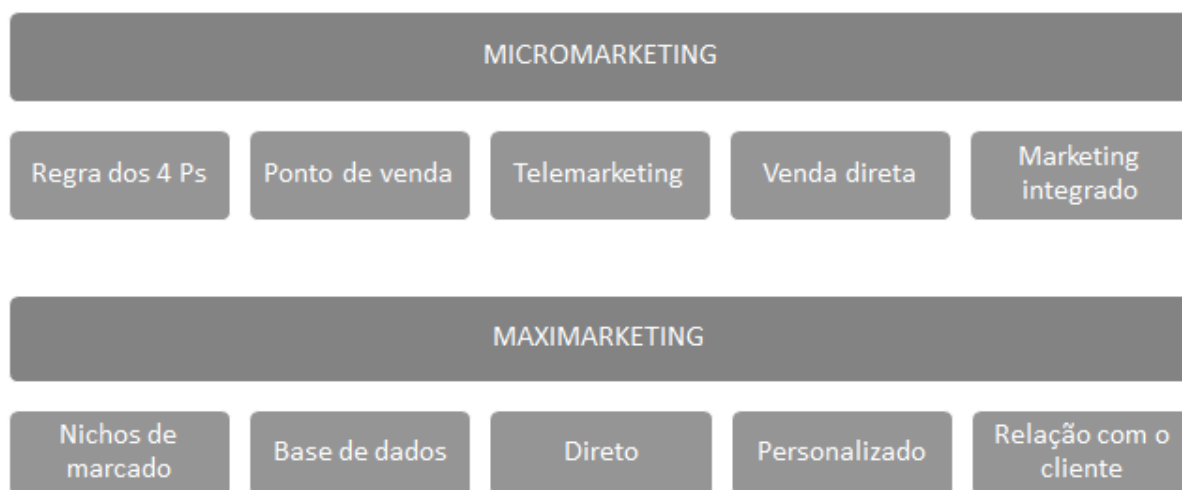 MICROMARKETING
Regra dos 4 Ps
Ponto de venda
Telemarketing
Venda direta
Marketing
integrado
MAXIMARKETING
Nichos de
marcado
Base de dados
Direto
Personalizado
Relação com o
cliente